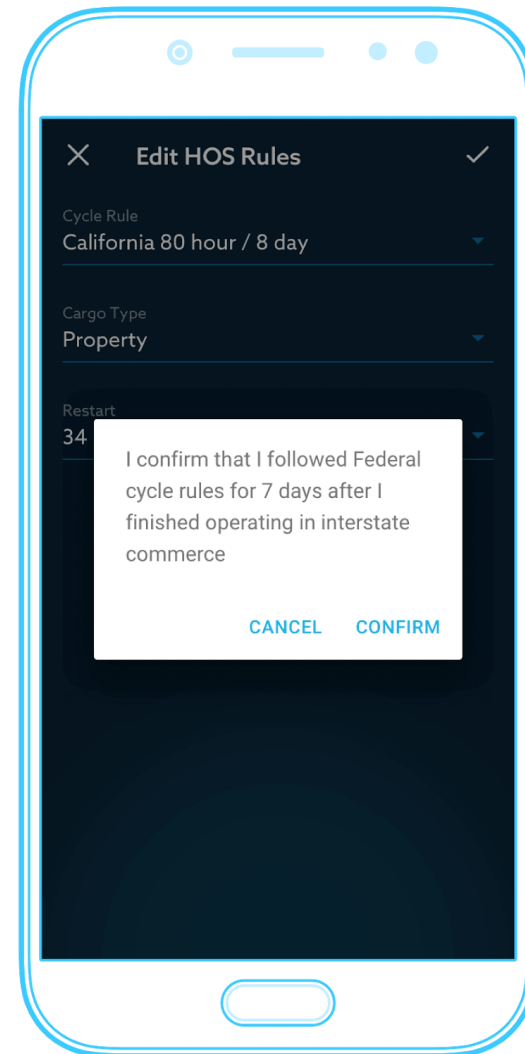 Edit HOS Rules
Cycle Rule
California 80 hour / 8 day
Cargo Type
Property
Restart
34
I confirm that I followed Federal
cycle rules for 7 days after I
finished operating in interstate
commerce
CANCEL CONFIRM